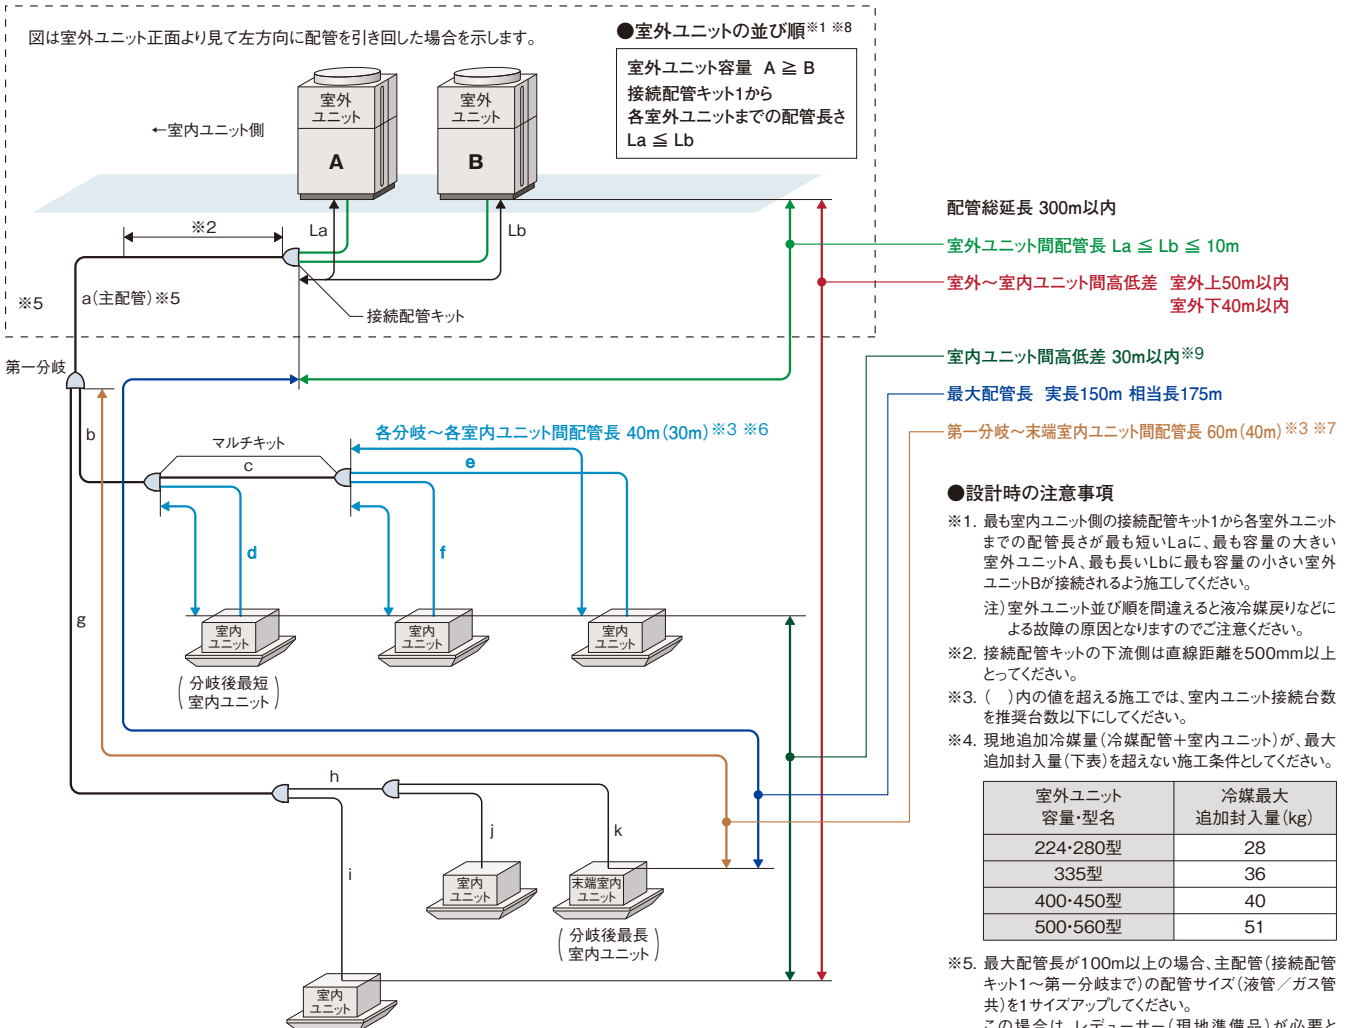 図は室外ユニット正面より見て左方向に配管を引き回した場合を示します。
●室外ユニットの並び順※1 ※8
室外ユニット容量 A ≧ B
接続配管キット1から
各室外ユニットまでの配管長さ
La ≦ Lb
室外
ユニット
A
室外
ユニット
B
←室内ユニット側
※2
La
Lb
※5
a(主配管)※5
接続配管キット
第一分岐
配管総延長 300m以内
室外ユニット間配管長 La ≦ Lb ≦ 10m
室外～室内ユニット間高低差 室外上50m以内
室外下40m以内
室内ユニット間高低差 30m以内※9
最大配管長 実長150m 相当長175m
第一分岐～末端室内ユニット間配管長 60m(40m)※3 ※7
b
マルチキット
c
各分岐～各室内ユニット間配管長 40m(30m)※3 ※6
e
d
f
g
室内
ユニット
室内
ユニット
室内
ユニット
(分岐後最短
室内ユニット)
h
i
j
k
室内
ユニット
末端室内
ユニット
(分岐後最長
室内ユニット)
室内
ユニット
●設計時の注意事項
※1. 最も室内ユニット側の接続配管キット1から各室外ユニット
までの配管長さが最も短いLaに、最も容量の大きい
室外ユニットA、最も長いLbに最も容量の小さい室外
ユニットBが接続されるよう施工してください。
注)室外ユニット並び順を間違えると液冷媒戻りなどに
よる故障の原因となりますのでご注意ください。
※2. 接続配管キットの下流側は直線距離を500mm以上
とってください。
※3. ( )内の値を超える施工では、室内ユニット接続台数
を推奨台数以下にしてください。
※4. 現地追加冷媒量(冷媒配管+室内ユニット)が、最大
追加封入量(下表)を超えない施工条件としてください。
室外ユニット
容量・型名
冷媒最大
追加封入量(kg)
224・280型 28
335型 36
400・450型 40
500・560型 51
※5. 最大配管長が100m以上の場合、主配管(接続配管
キット1～第一分岐まで)の配管サイズ(液管/ガス管
共)を1サイズアップしてください。
この場合は、レデューサー(現地準備品)が必要と